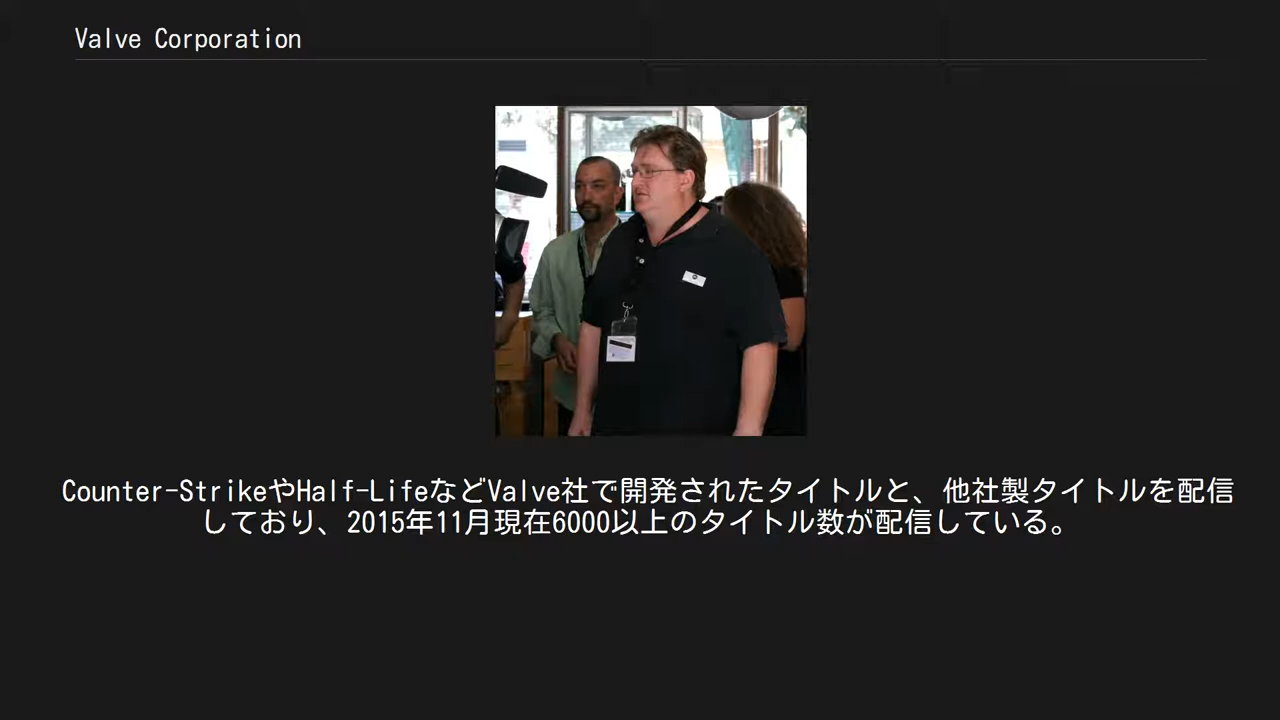 Valve Corporation
Counter-StrikeやHalf-LifeなどValve社で開発されたタイトルと、他社製タイトルを配信
しており、2015年11月現在6000以上のタイトル数が配信している。